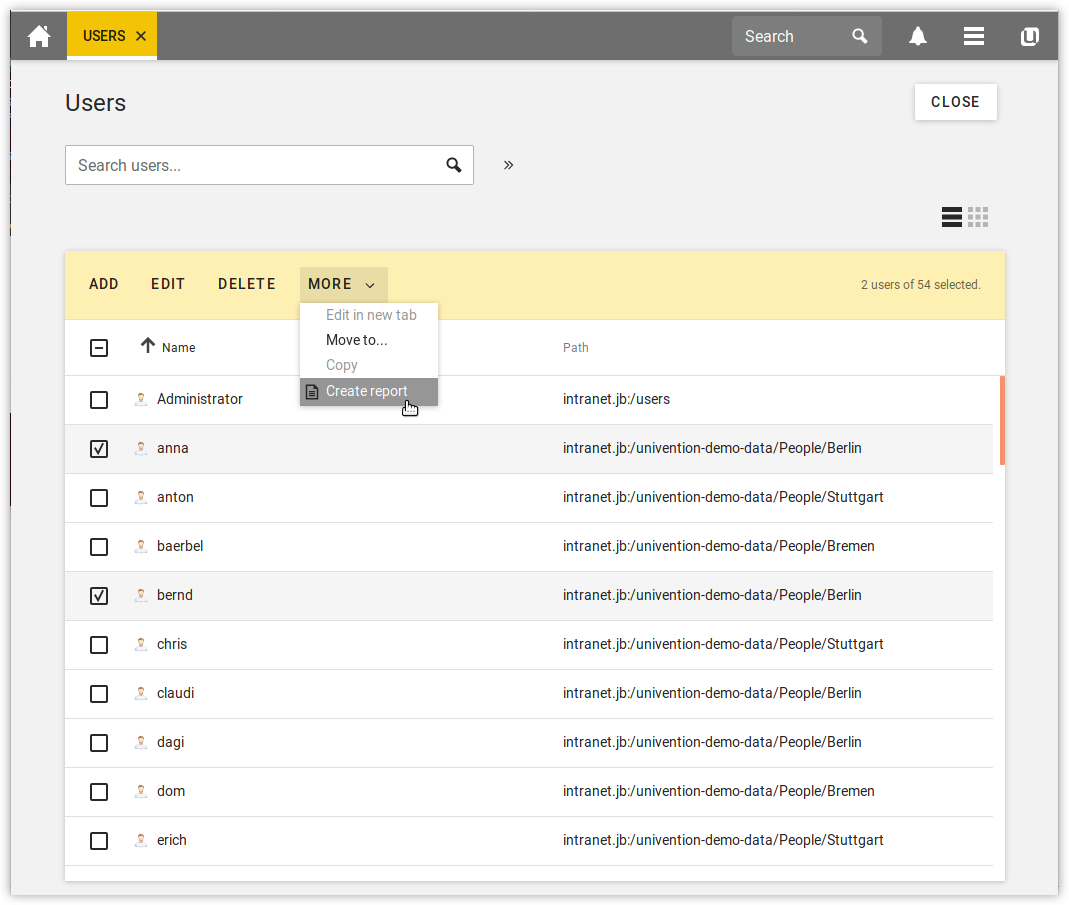 USERS ✕ Search
Users CLOSE
Search users... »
ADD EDIT DELETE MORE 2 users of 54 selected.
Edit in new tab
Move to...
Copy
Create report
Name Path
Administrator intranet.jb:/users
anna intranet.jb:/univention-demo-data/People/Berlin
anton intranet.jb:/univention-demo-data/People/Stuttgart
baerbel intranet.jb:/univention-demo-data/People/Bremen
bernd intranet.jb:/univention-demo-data/People/Berlin
chris intranet.jb:/univention-demo-data/People/Stuttgart
claudi intranet.jb:/univention-demo-data/People/Berlin
dagi intranet.jb:/univention-demo-data/People/Berlin
dom intranet.jb:/univention-demo-data/People/Bremen
erich intranet.jb:/univention-demo-data/People/Stuttgart